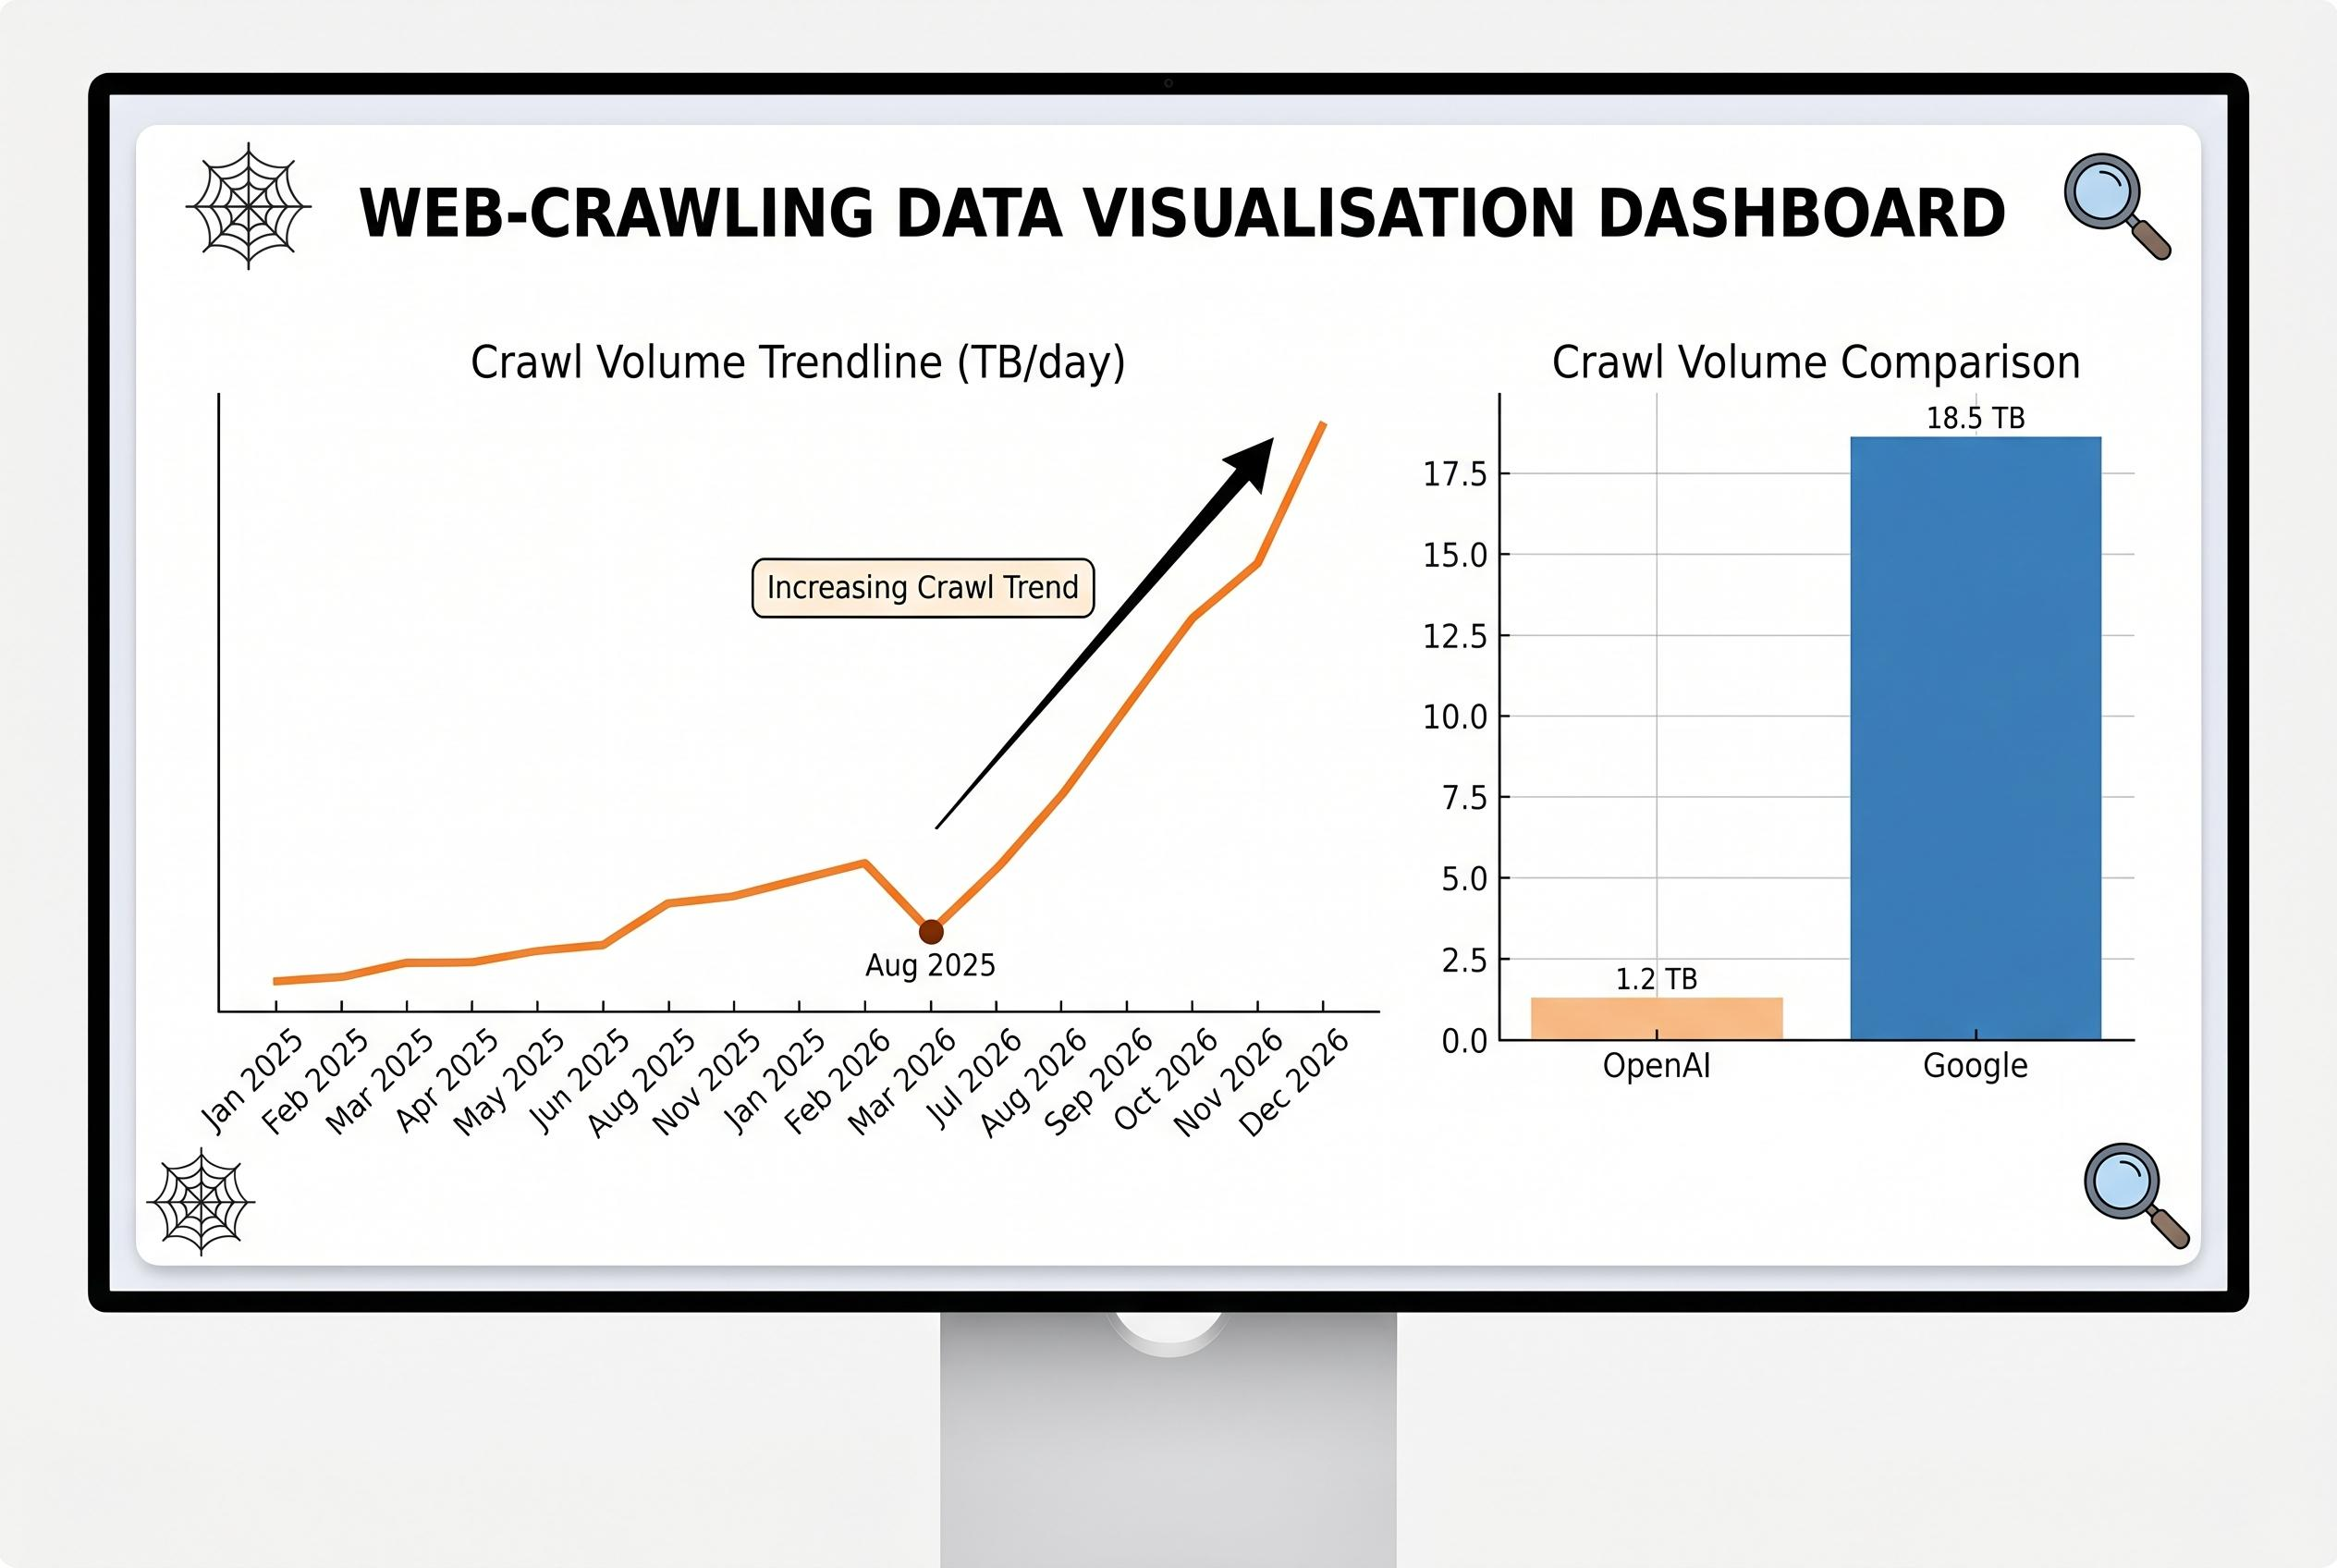 WEB-CRAWLING DATA VISUALISATION DASHBOARD
Crawl Volume Trendline (TB/day)
Increasing Crawl Trend
Aug 2025
Jan 2025
Feb 2025
Mar 2025
Apr 2025
May 2025
Jun 2025
Aug 2025
Nov 2025
Jan 2025
Feb 2026
Mar 2026
Jul 2026
Aug 2026
Sep 2026
Oct 2026
Nov 2026
Dec 2026
Crawl Volume Comparison
18.5 TB
17.5
15.0
12.5
10.0
7.5
5.0
2.5
1.2 TB
0.0
OpenAI
Google